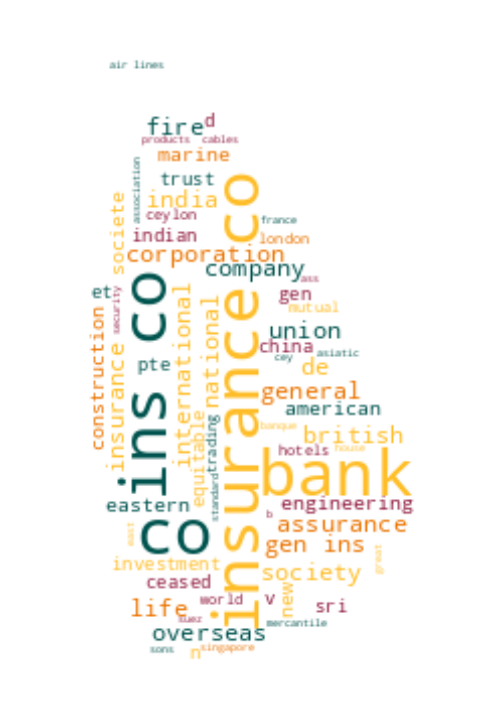 air lines
fire
d
products
cables
marine
association
trust
india
societe
ceylon
insurance co
france
indian
london
corporation
company
ass
ins co
et
security
gen
mutual
international
national
construction
union
china
asiatic
cey
pte
insurance
de
general
american
equitable
trading
standard
banque
british
hotels
house
bank
eastern
engineering
b
co
assurance
east
gen ins
great
investment
society
ceased
new
world
v
life
sri
suez
mercantile
overseas
sons
n
singapore